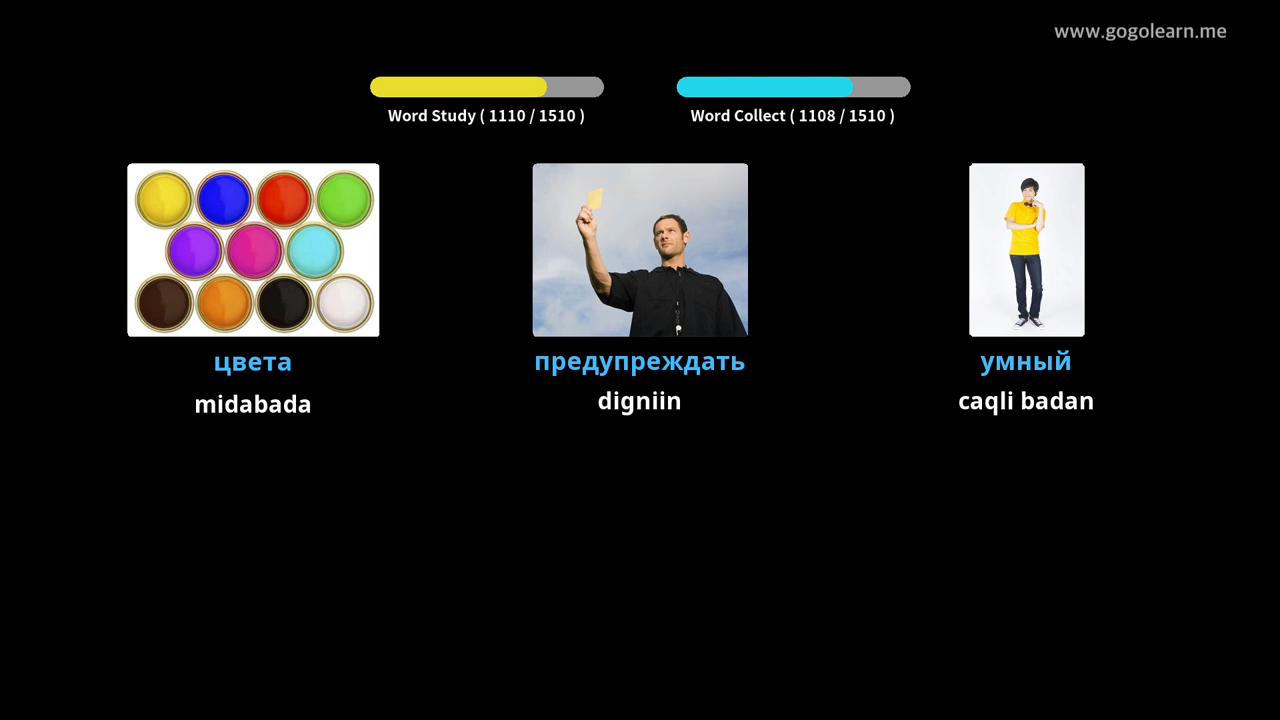 www.gogolearn.me
Word Study ( 1110 / 1510 )
Word Collect ( 1108 / 1510 )
цвета
предупреждать
умный
midabada
digniin
caqli badan